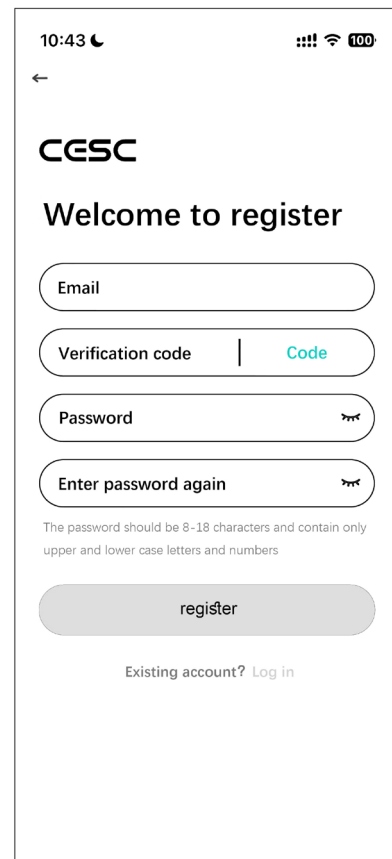 10:43
100
CESC
Welcome to register
Email
Verification code | Code
Password
Enter password again
The password should be 8-18 characters and contain only
upper and lower case letters and numbers
register
Existing account? Log in